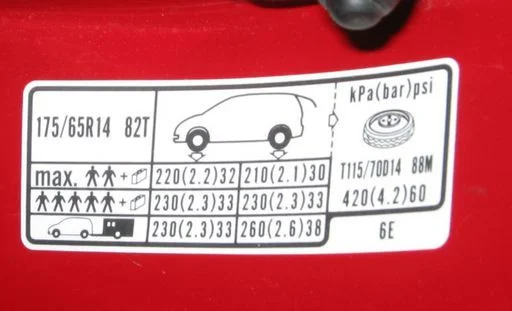 kPa(bar)psi
175/65R14 82T
T115/70D14 88M
max. + 220(2.2)32 210(2.1)30
420(4.2)60
+ 230(2.3)33 230(2.3)33
230(2.3)33 260(2.6)38
6E